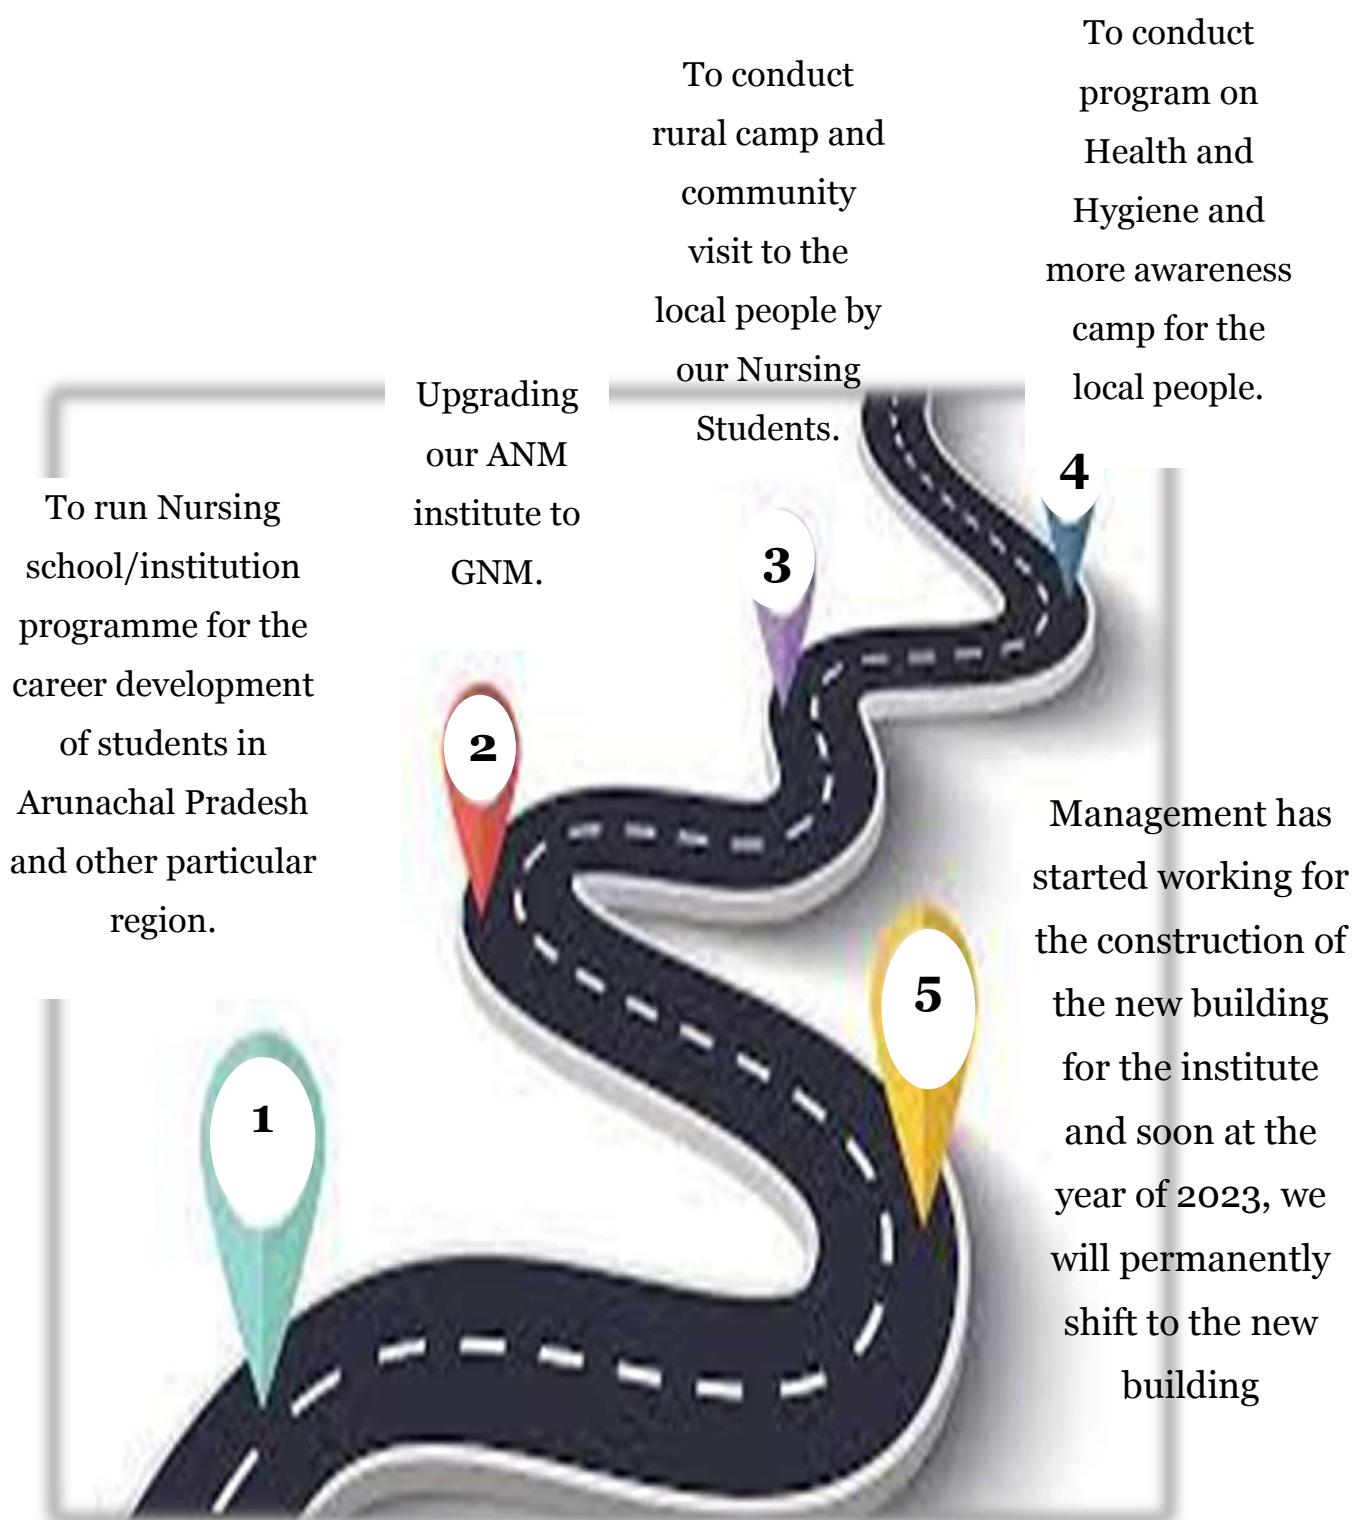 To run Nursing
school/institution
programme for the
career development
of students in
Arunachal Pradesh
and other particular
region.
1
Upgrading
our ANM
institute to
GNM.
2
To conduct
rural camp and
community
visit to the
local people by
our Nursing
Students.
3
To conduct
program on
Health and
Hygiene and
more awareness
camp for the
local people.
4
Management has
started working for
the construction of
the new building
for the institute
and soon at the
year of 2023, we
will permanently
shift to the new
building
5